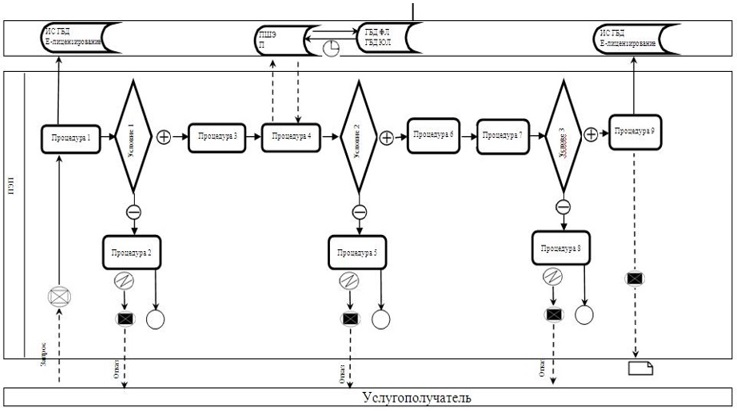 ИС ГБД
Е-лицензирование
ПШЭ
П
ГБД ФЛ
ГБД ЮЛ
ИС ГБД
Е-лицензирование
Процедура 1
Условие 1
Процедура 3
Процедура 4
Условие 2
Процедура 6
Процедура 7
Условие 3
Процедура 9
Процедура 2
Процедура 5
Процедура 8
Запрос
Отказ
Отказ
Отказ
Услугополучатель